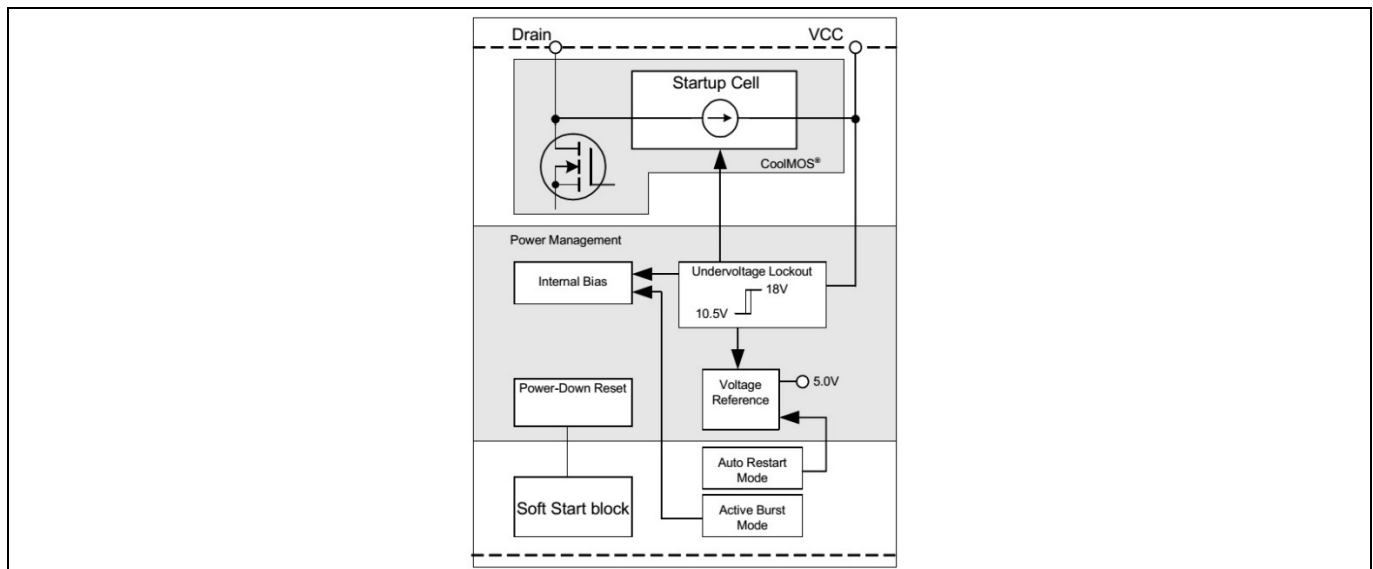 Drain VCC
Startup Cell
CoolMOS®
Power Management
Undervoltage Lockout
Internal Bias
18V
10.5V
Power-Down Reset
Voltage
Reference
5.0V
Auto Restart
Mode
Soft Start block
Active Burst
Mode